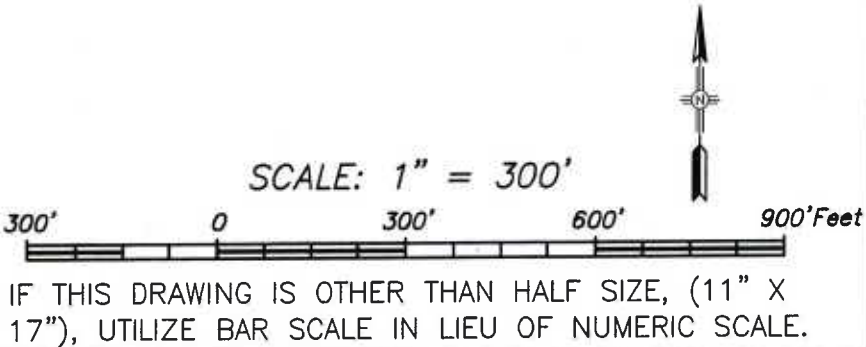 N
SCALE: 1" = 300'
300' 0 300' 600' 900'Feet
IF THIS DRAWING IS OTHER THAN HALF SIZE, (11" X
17"), UTILIZE BAR SCALE IN LIEU OF NUMERIC SCALE.